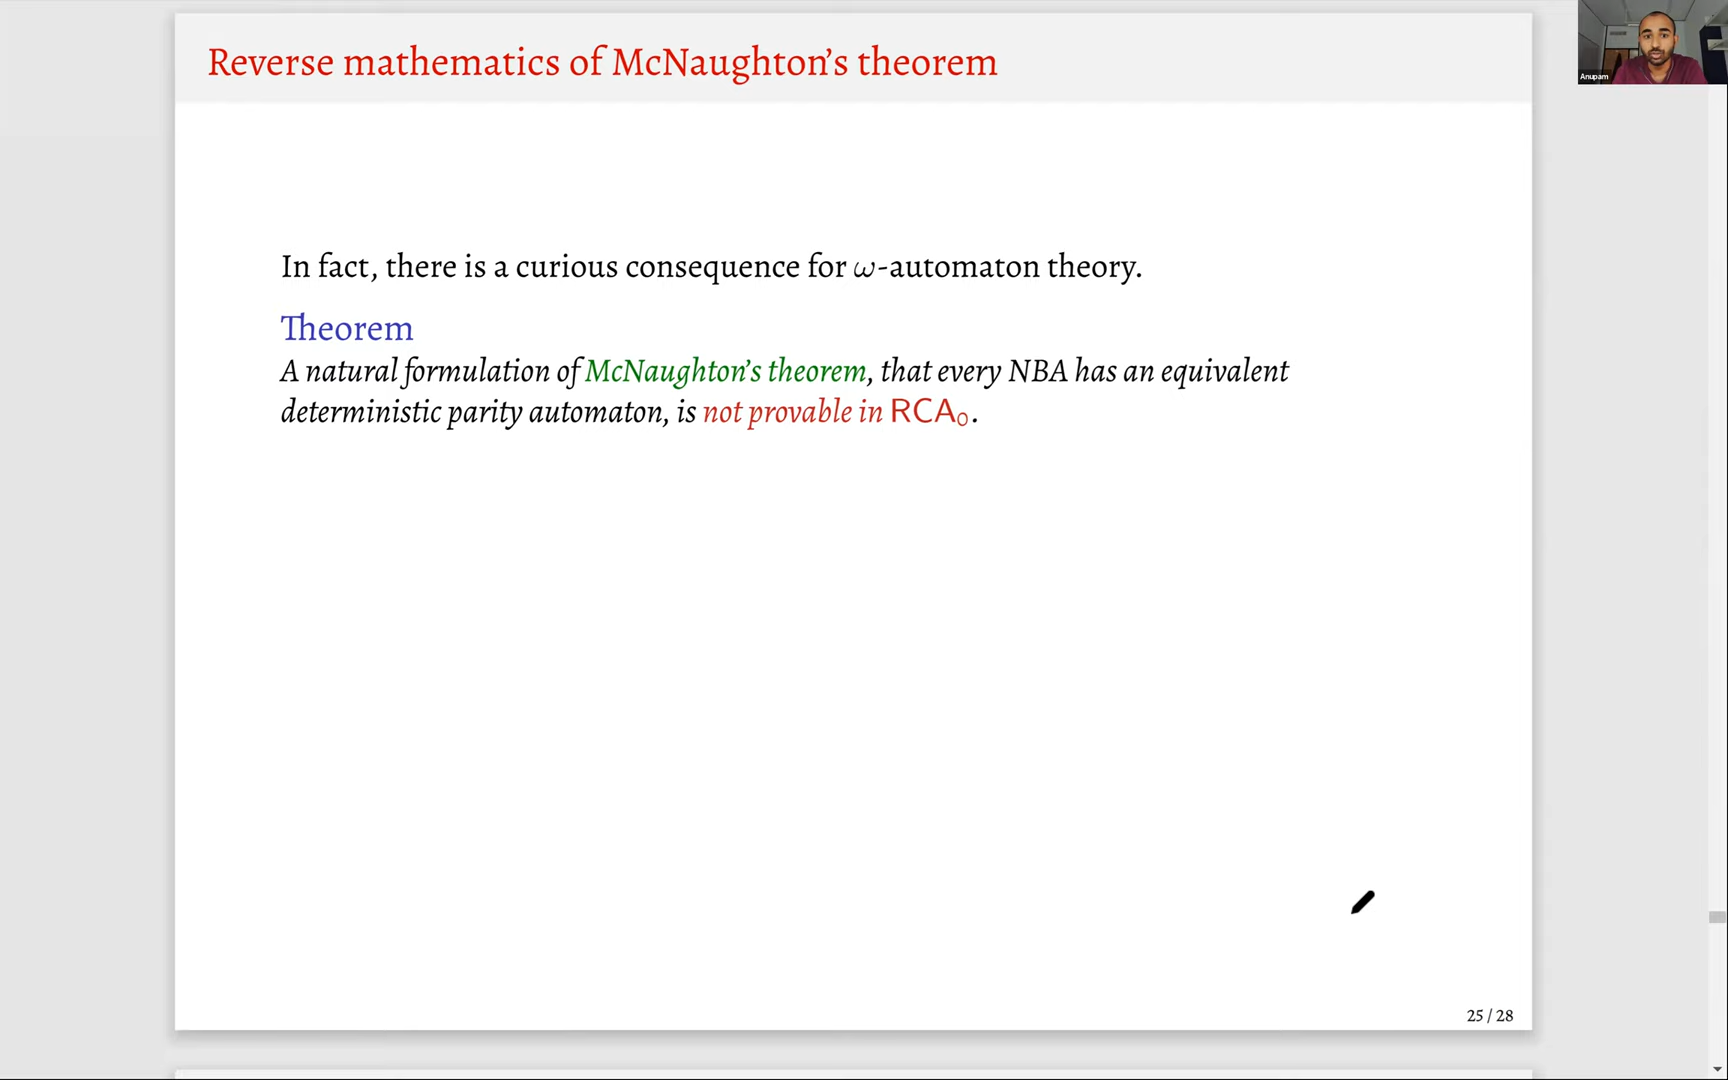 Reverse mathematics of McNaughton’s theorem
Anupam
In fact, there is a curious consequence for ω-automaton theory.
Theorem
A natural formulation of McNaughton’s theorem, that every NBA has an equivalent
deterministic parity automaton, is not provable in RCA₀.
25 / 28